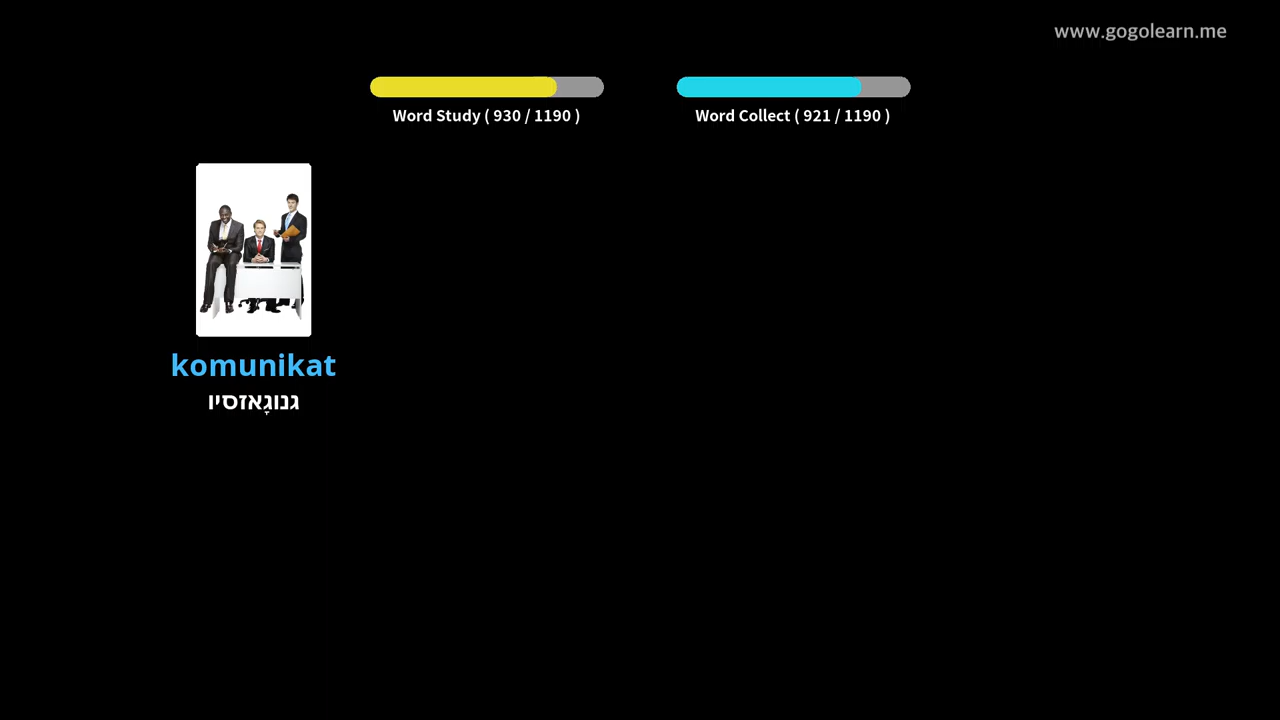 www.gogolearn.me
Word Study ( 930 / 1190 )
Word Collect ( 921 / 1190 )
komunikat
גנוגָאזסיו